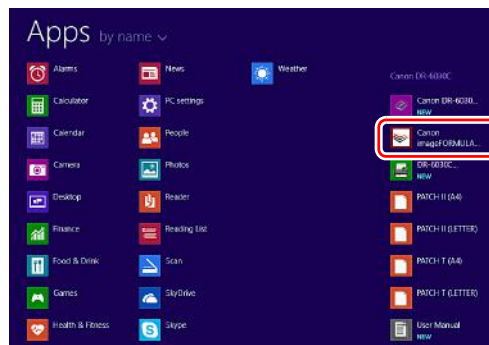 Apps by name
Alarms
Calculator
Calendar
Camera
Desktop
Finance
Food & Drink
Games
Health & Fitness
News
PC settings
People
Photos
Reader
Reading List
Scan
SkyDrive
Skype
Weather
Canon DR-6030C
Canon DR-6030...
NEW
Canon
imageFORMULA...
DR-6030C...
NEW
PATCH II (A4)
PATCH II (LETTER)
PATCH T (A4)
PATCH T (LETTER)
User Manual
NEW